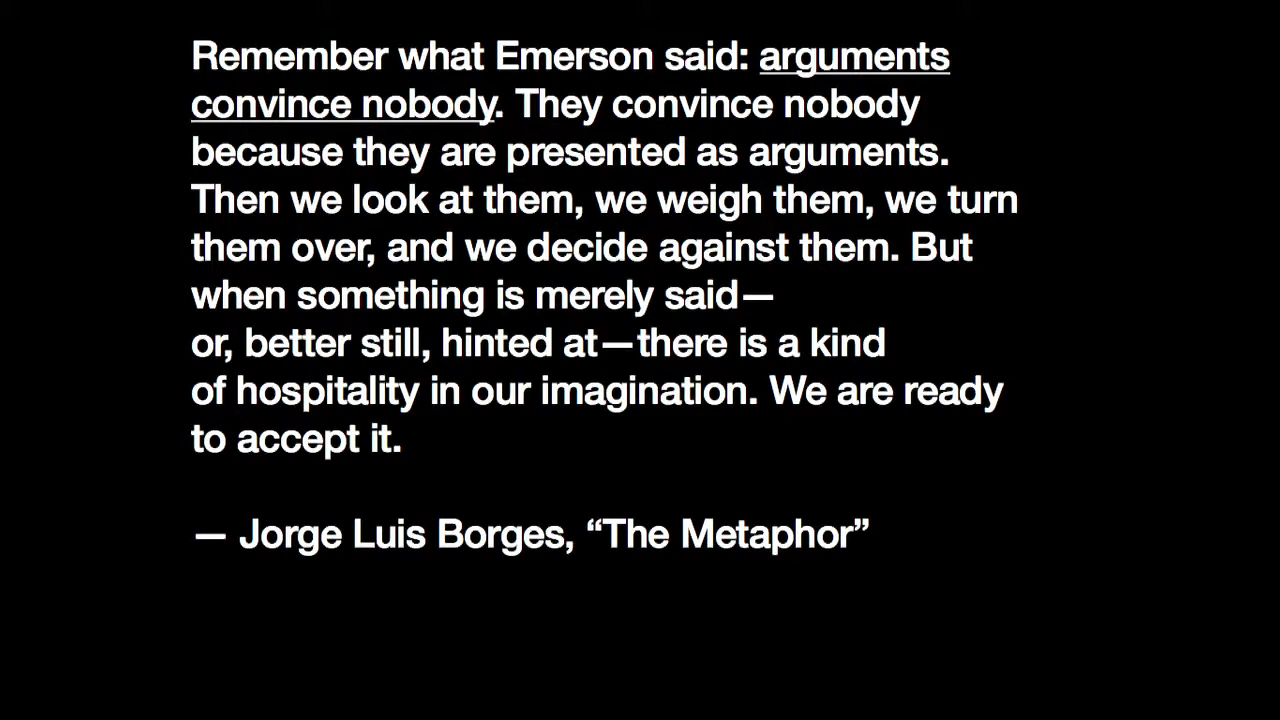 Remember what Emerson said: arguments
convince nobody. They convince nobody
because they are presented as arguments.
Then we look at them, we weigh them, we turn
them over, and we decide against them. But
when something is merely said—
or, better still, hinted at—there is a kind
of hospitality in our imagination. We are ready
to accept it.
— Jorge Luis Borges, “The Metaphor”